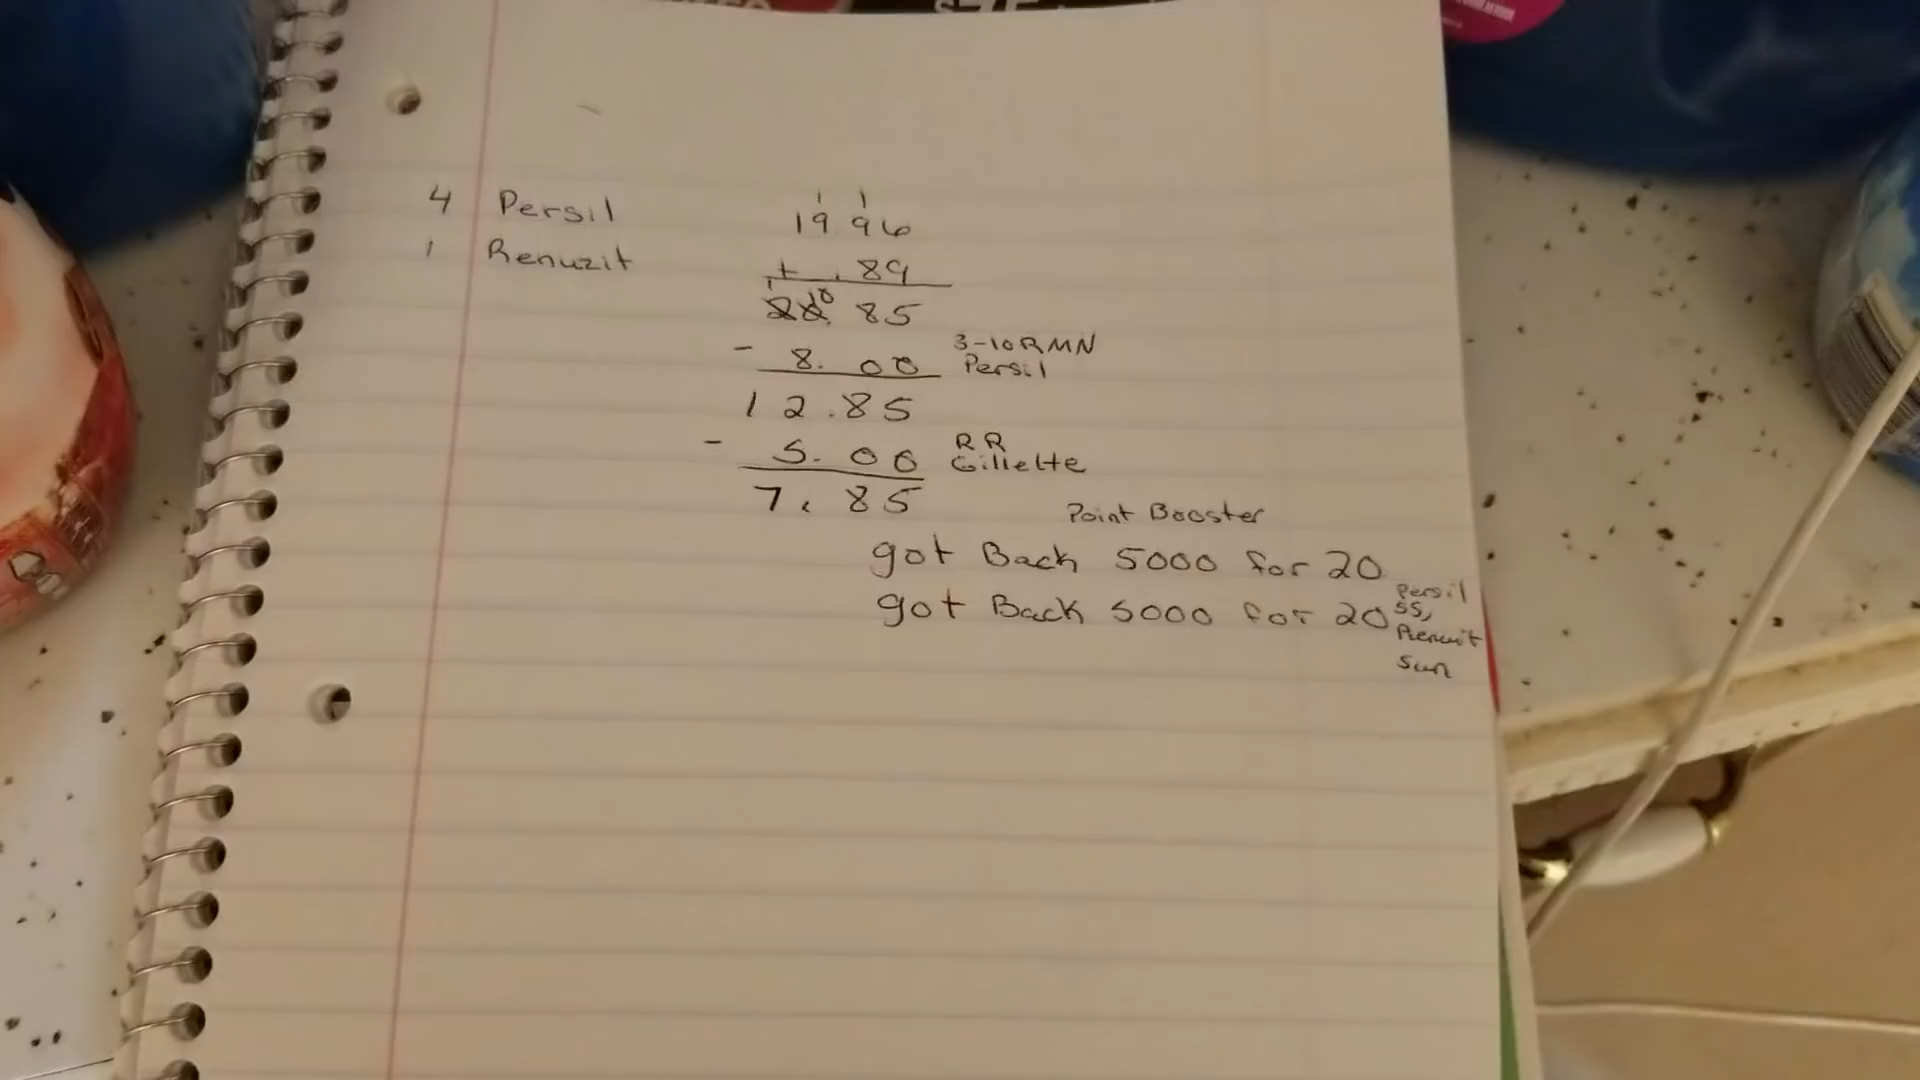 4 Persil 19.96
1 Renuzit + .89
20.85
- 8.00 3-10 RMN
Persil
12.85
- 5.00 RR
Gillette
7.85
Point Booster
got Back 5000 for 20
got Back 5000 for 20 Persil
SS,
Renuit
Sun